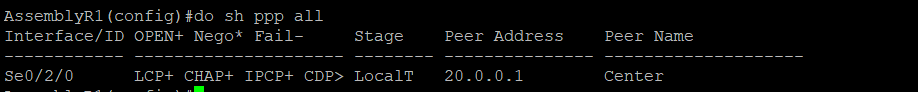 AssemblyR1(config)#do sh ppp all
Interface/ID OPEN+ Nego* Fail-     Stage    Peer Address    Peer Name
------------ --------------------- -------- --------------- --------------------
Se0/2/0      LCP+ CHAP+ IPCP+ CDP> LocalT   20.0.0.1        Center